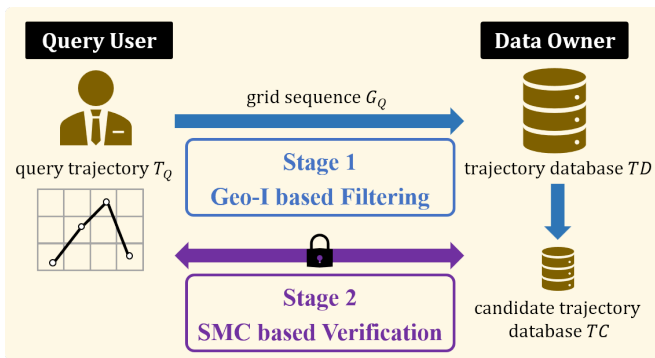 Query User
Data Owner
grid sequence G_Q
query trajectory T_Q
Stage 1
Geo-I based Filtering
trajectory database TD
Stage 2
SMC based Verification
candidate trajectory
database TC